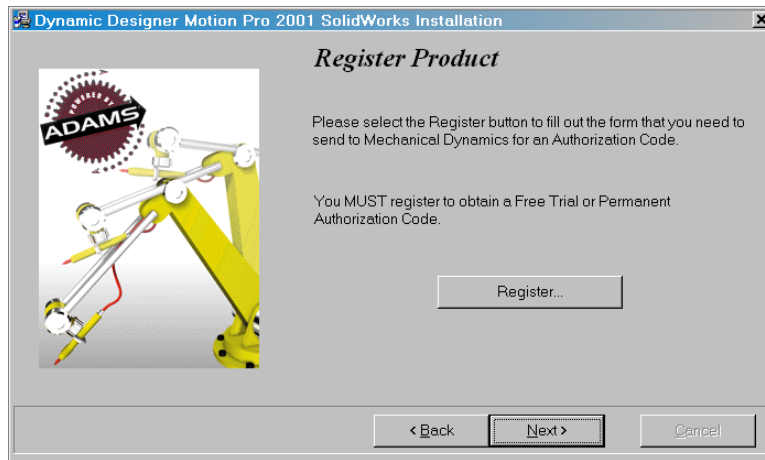 Dynamic Designer Motion Pro 2001 SolidWorks Installation
Register Product
POWERED BY
ADAMS
Please select the Register button to fill out the form that you need to
send to Mechanical Dynamics for an Authorization Code.
You MUST register to obtain a Free Trial or Permanent
Authorization Code.
Register...
< Back
Next >
Cancel